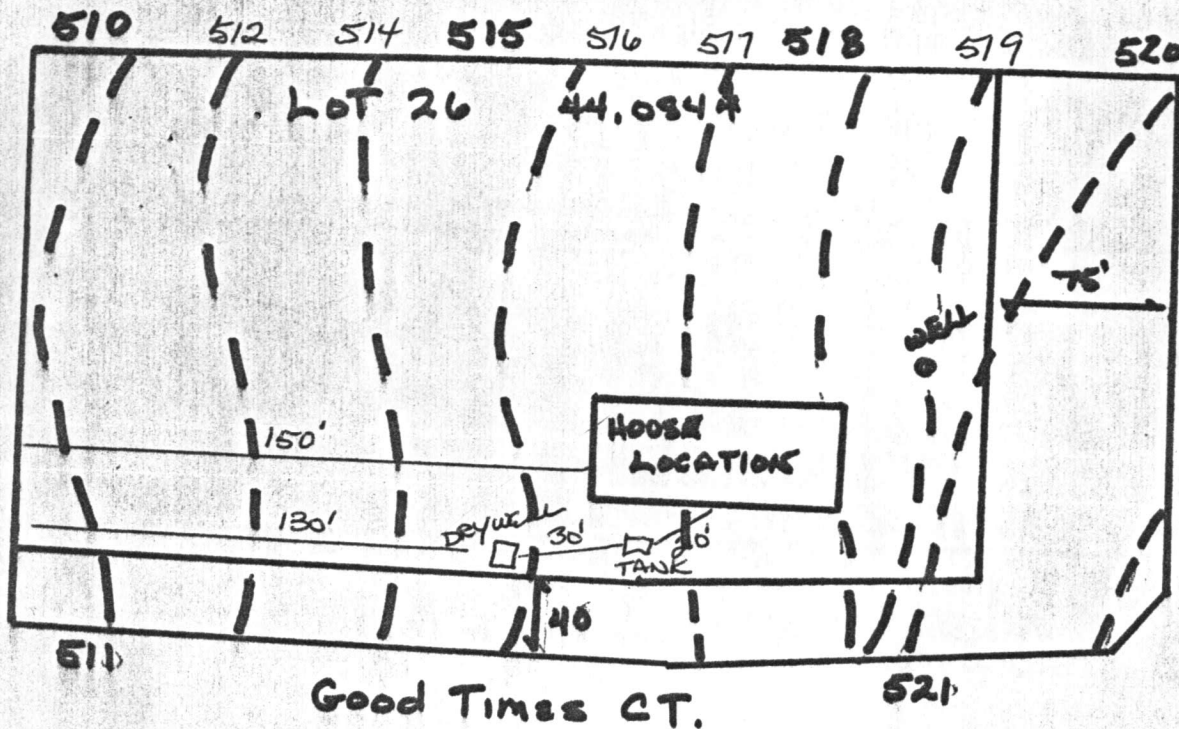 510 512 514 515 516 517 518 519 520
LOT 26 44,084
75'
WELL
HOUSE
LOCATION
150'
130'
DRYWELL 30' 10'
TANK
40
511 521
Good Times CT.